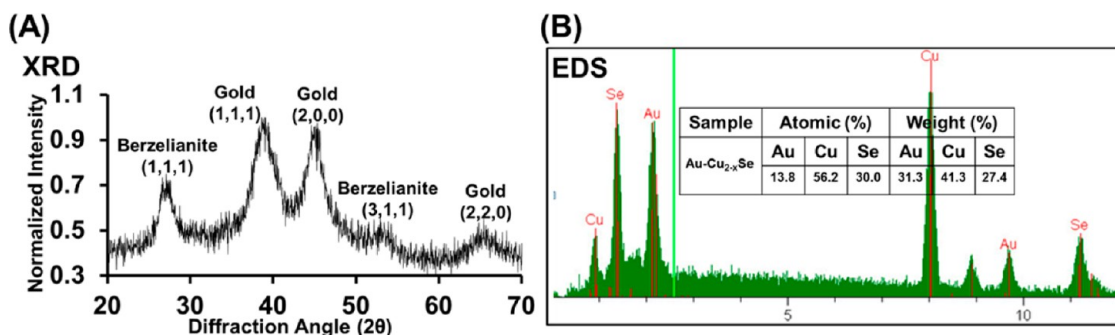 (A)
XRD
Normalized Intensity
1.1
0.9
0.7
0.5
0.3
Berzelianite
(1,1,1)
Gold
(1,1,1)
Gold
(2,0,0)
Berzelianite
(3,1,1)
Gold
(2,2,0)
20 30 40 50 60 70
Diffraction Angle (2θ)
(B)
EDS
Cu
Se
Au
Cu
Au
Se
Sample Atomic (%) Weight (%)
Au Cu Se Au Cu Se
Au-Cu2-xSe 13.8 56.2 30.0 31.3 41.3 27.4
5 10